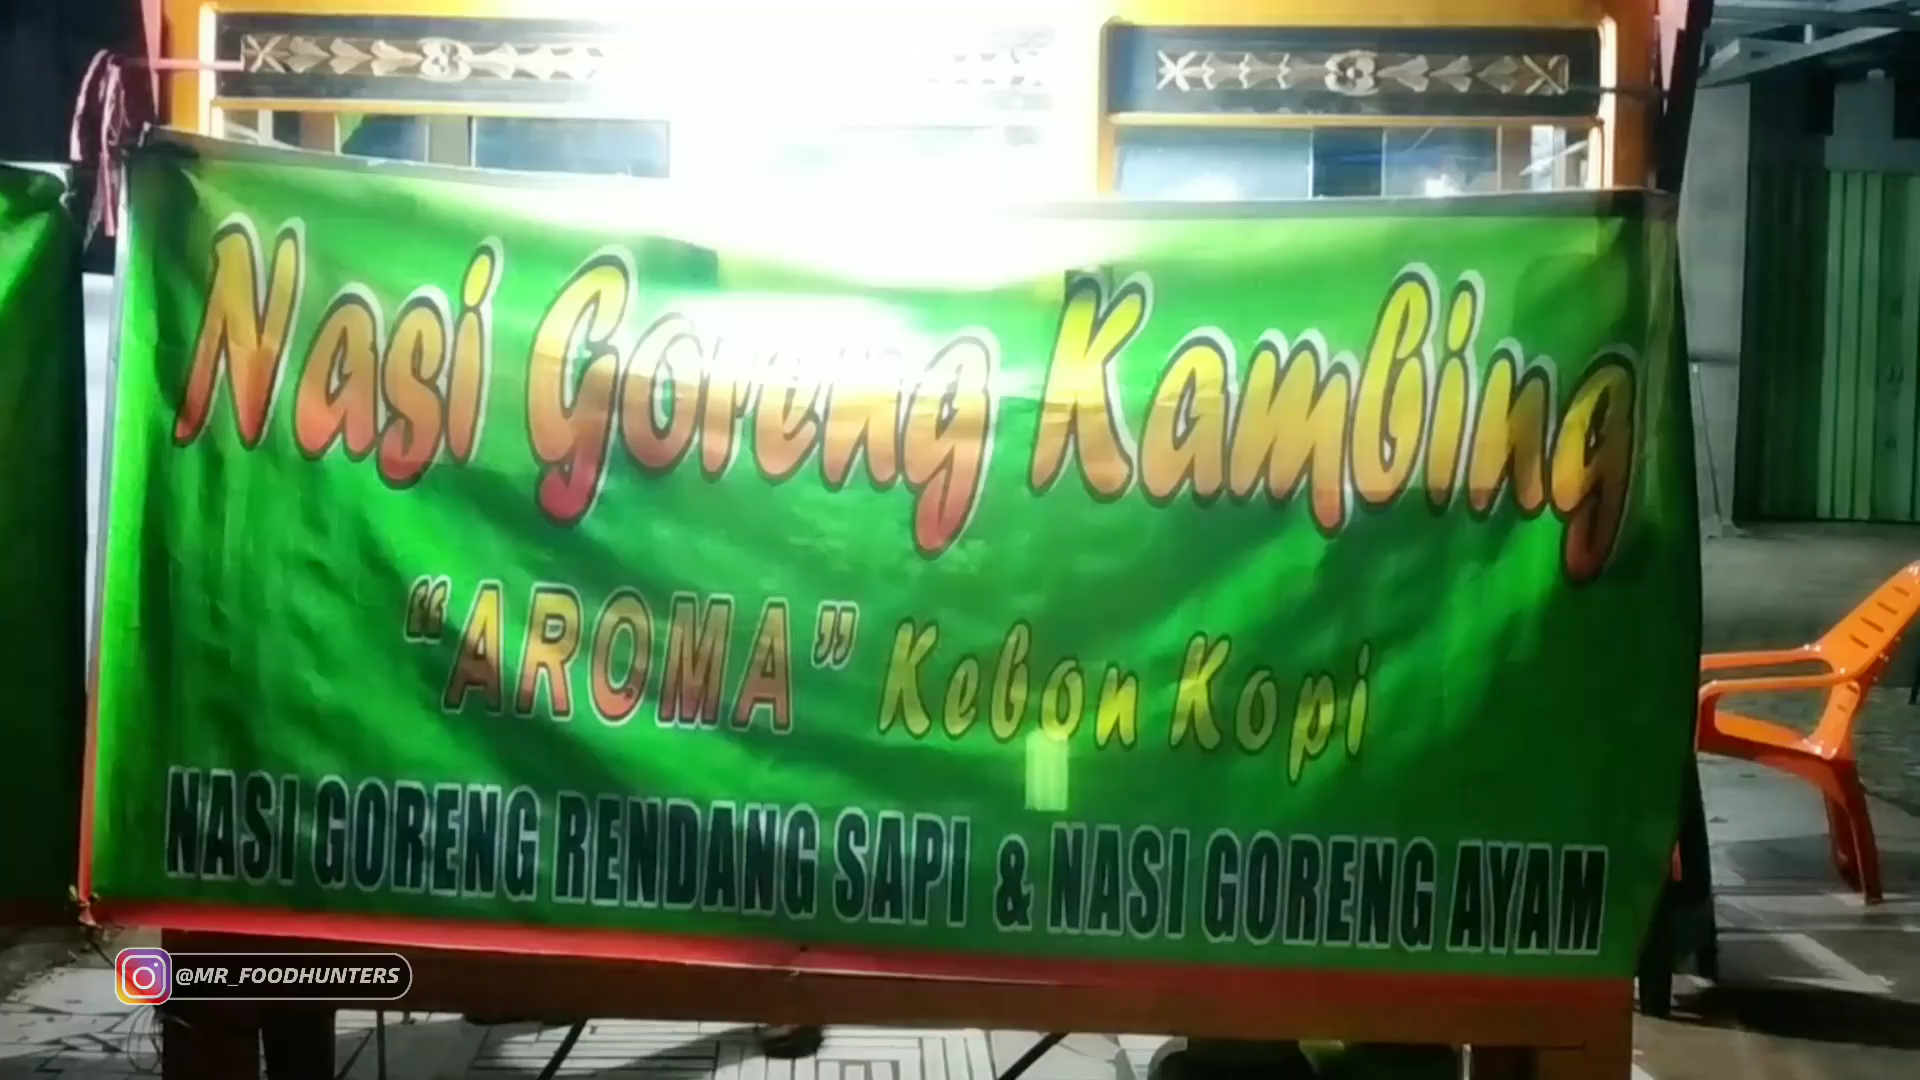 Nasi Goreng Kambing
"AROMA" Kebon Kopi
NASI GORENG RENDANG SAPI & NASI GORENG AYAM
@MR_FOODHUNTERS